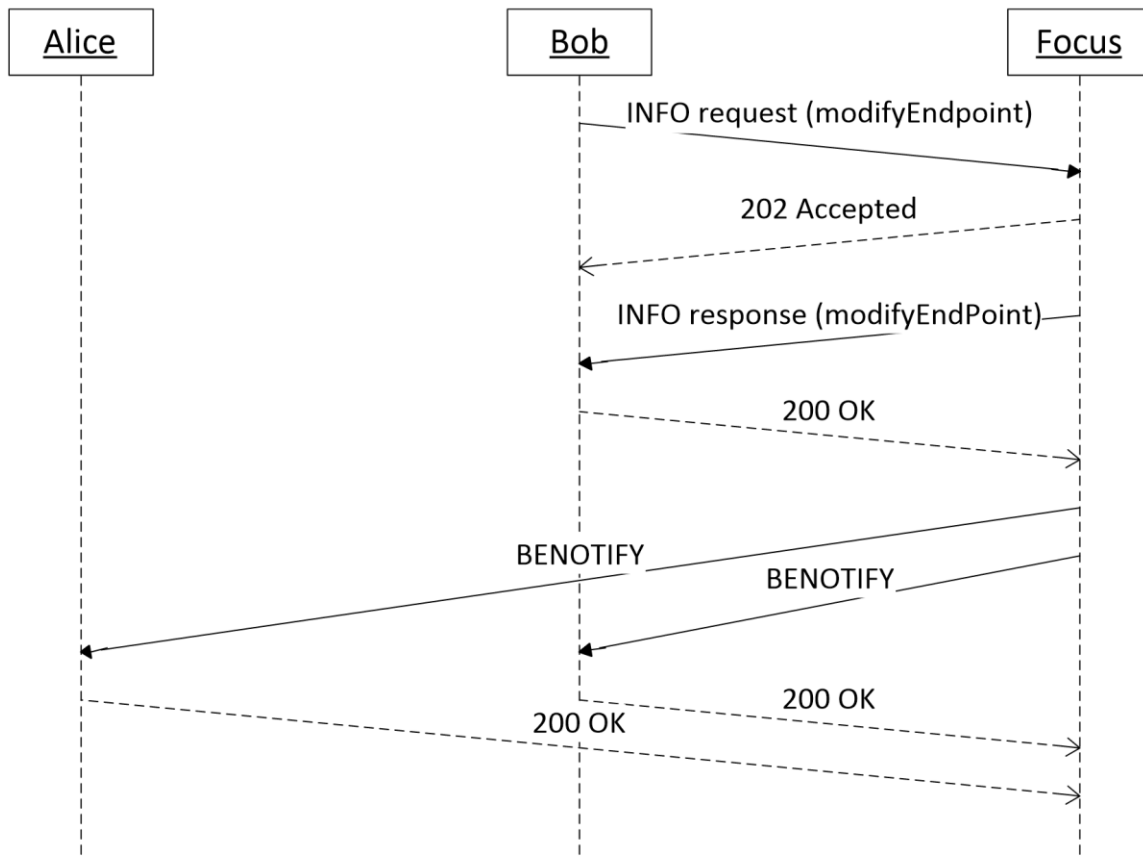 Alice
Bob
Focus
INFO request (modifyEndpoint)
202 Accepted
INFO response (modifyEndPoint)
200 OK
BENOTIFY
BENOTIFY
200 OK
200 OK